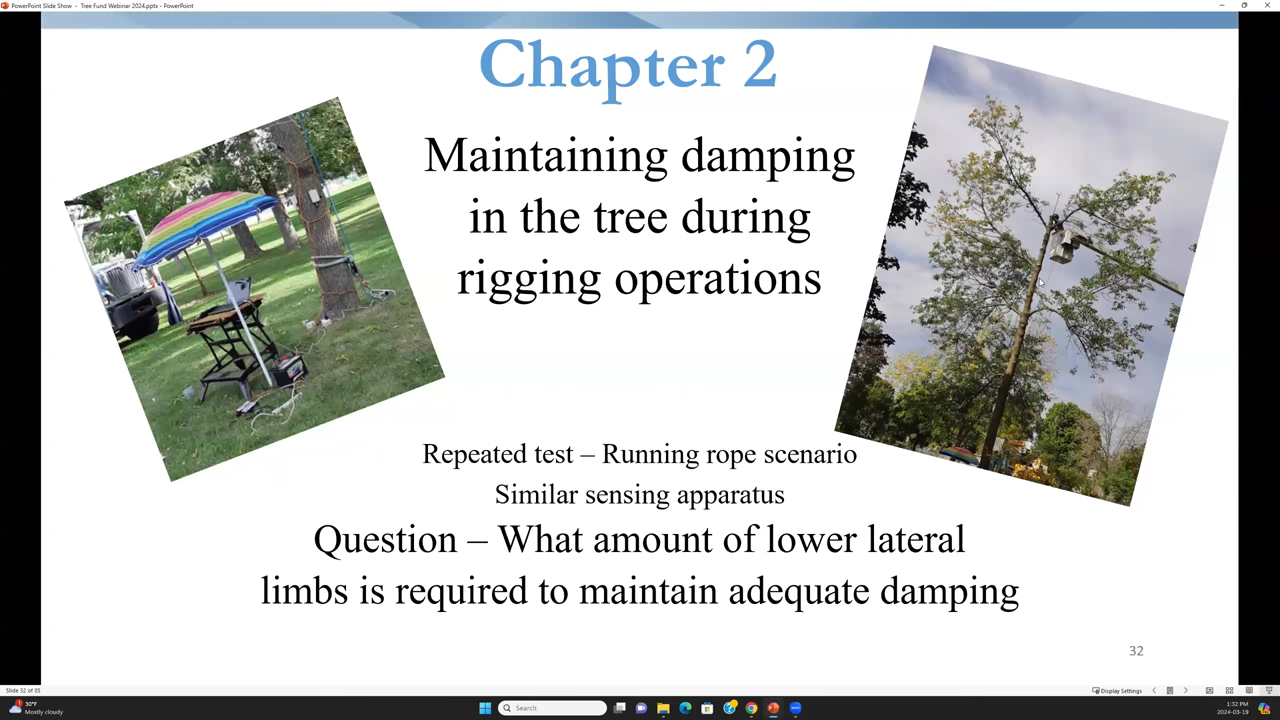 PowerPoint Slide Show - Tree Fund Webinar 2024.pptx - PowerPoint
Chapter 2
Maintaining damping
in the tree during
rigging operations
Repeated test – Running rope scenario
Similar sensing apparatus
Question – What amount of lower lateral
limbs is required to maintain adequate damping
32
Slide 32 of 85
Display Settings
30°F
Mostly cloudy
Search
1:32 PM
2024-03-19